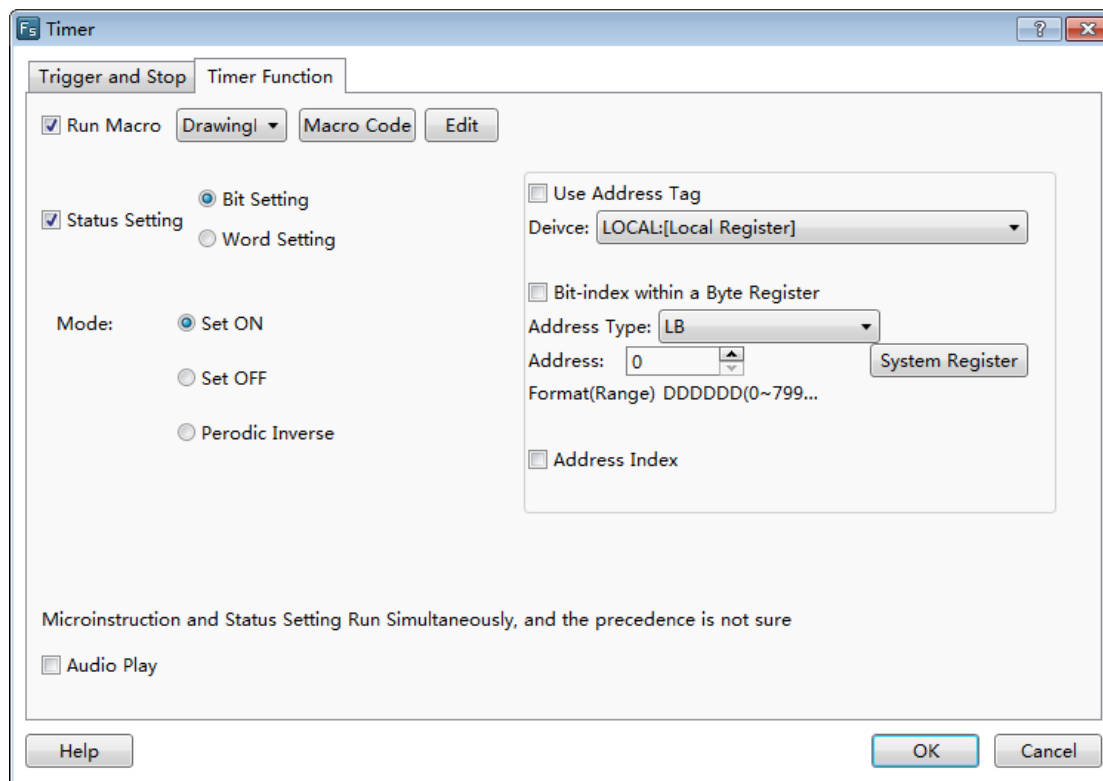 Fs Timer
Trigger and Stop Timer Function
Run Macro DrawingI Macro Code Edit
Status Setting
Bit Setting
Word Setting
Mode:
Set ON
Set OFF
Perodic Inverse
Use Address Tag
Deivce: LOCAL:[Local Register]
Bit-index within a Byte Register
Address Type: LB
Address: 0 System Register
Format(Range) DDDDDD(0~799...
Address Index
Microinstruction and Status Setting Run Simultaneously, and the precedence is not sure
Audio Play
Help OK Cancel